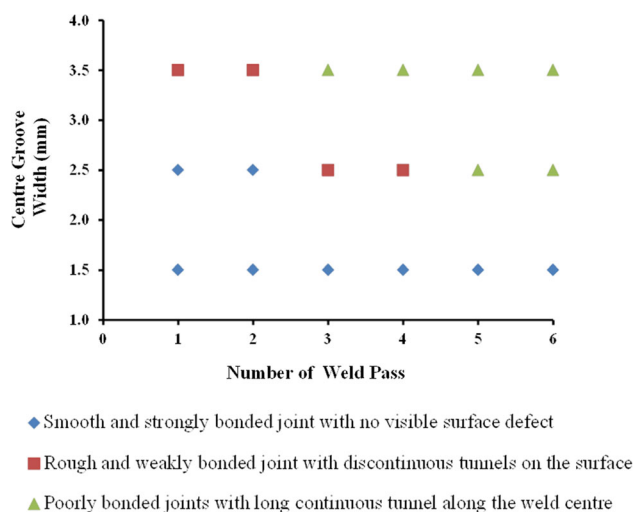 4.0
3.5
3.0
2.5
2.0
1.5
1.0
Centre Groove
Width (mm)
0 1 2 3 4 5 6
Number of Weld Pass
Smooth and strongly bonded joint with no visible surface defect
Rough and weakly bonded joint with discontinuous tunnels on the surface
Poorly bonded joints with long continuous tunnel along the weld centre